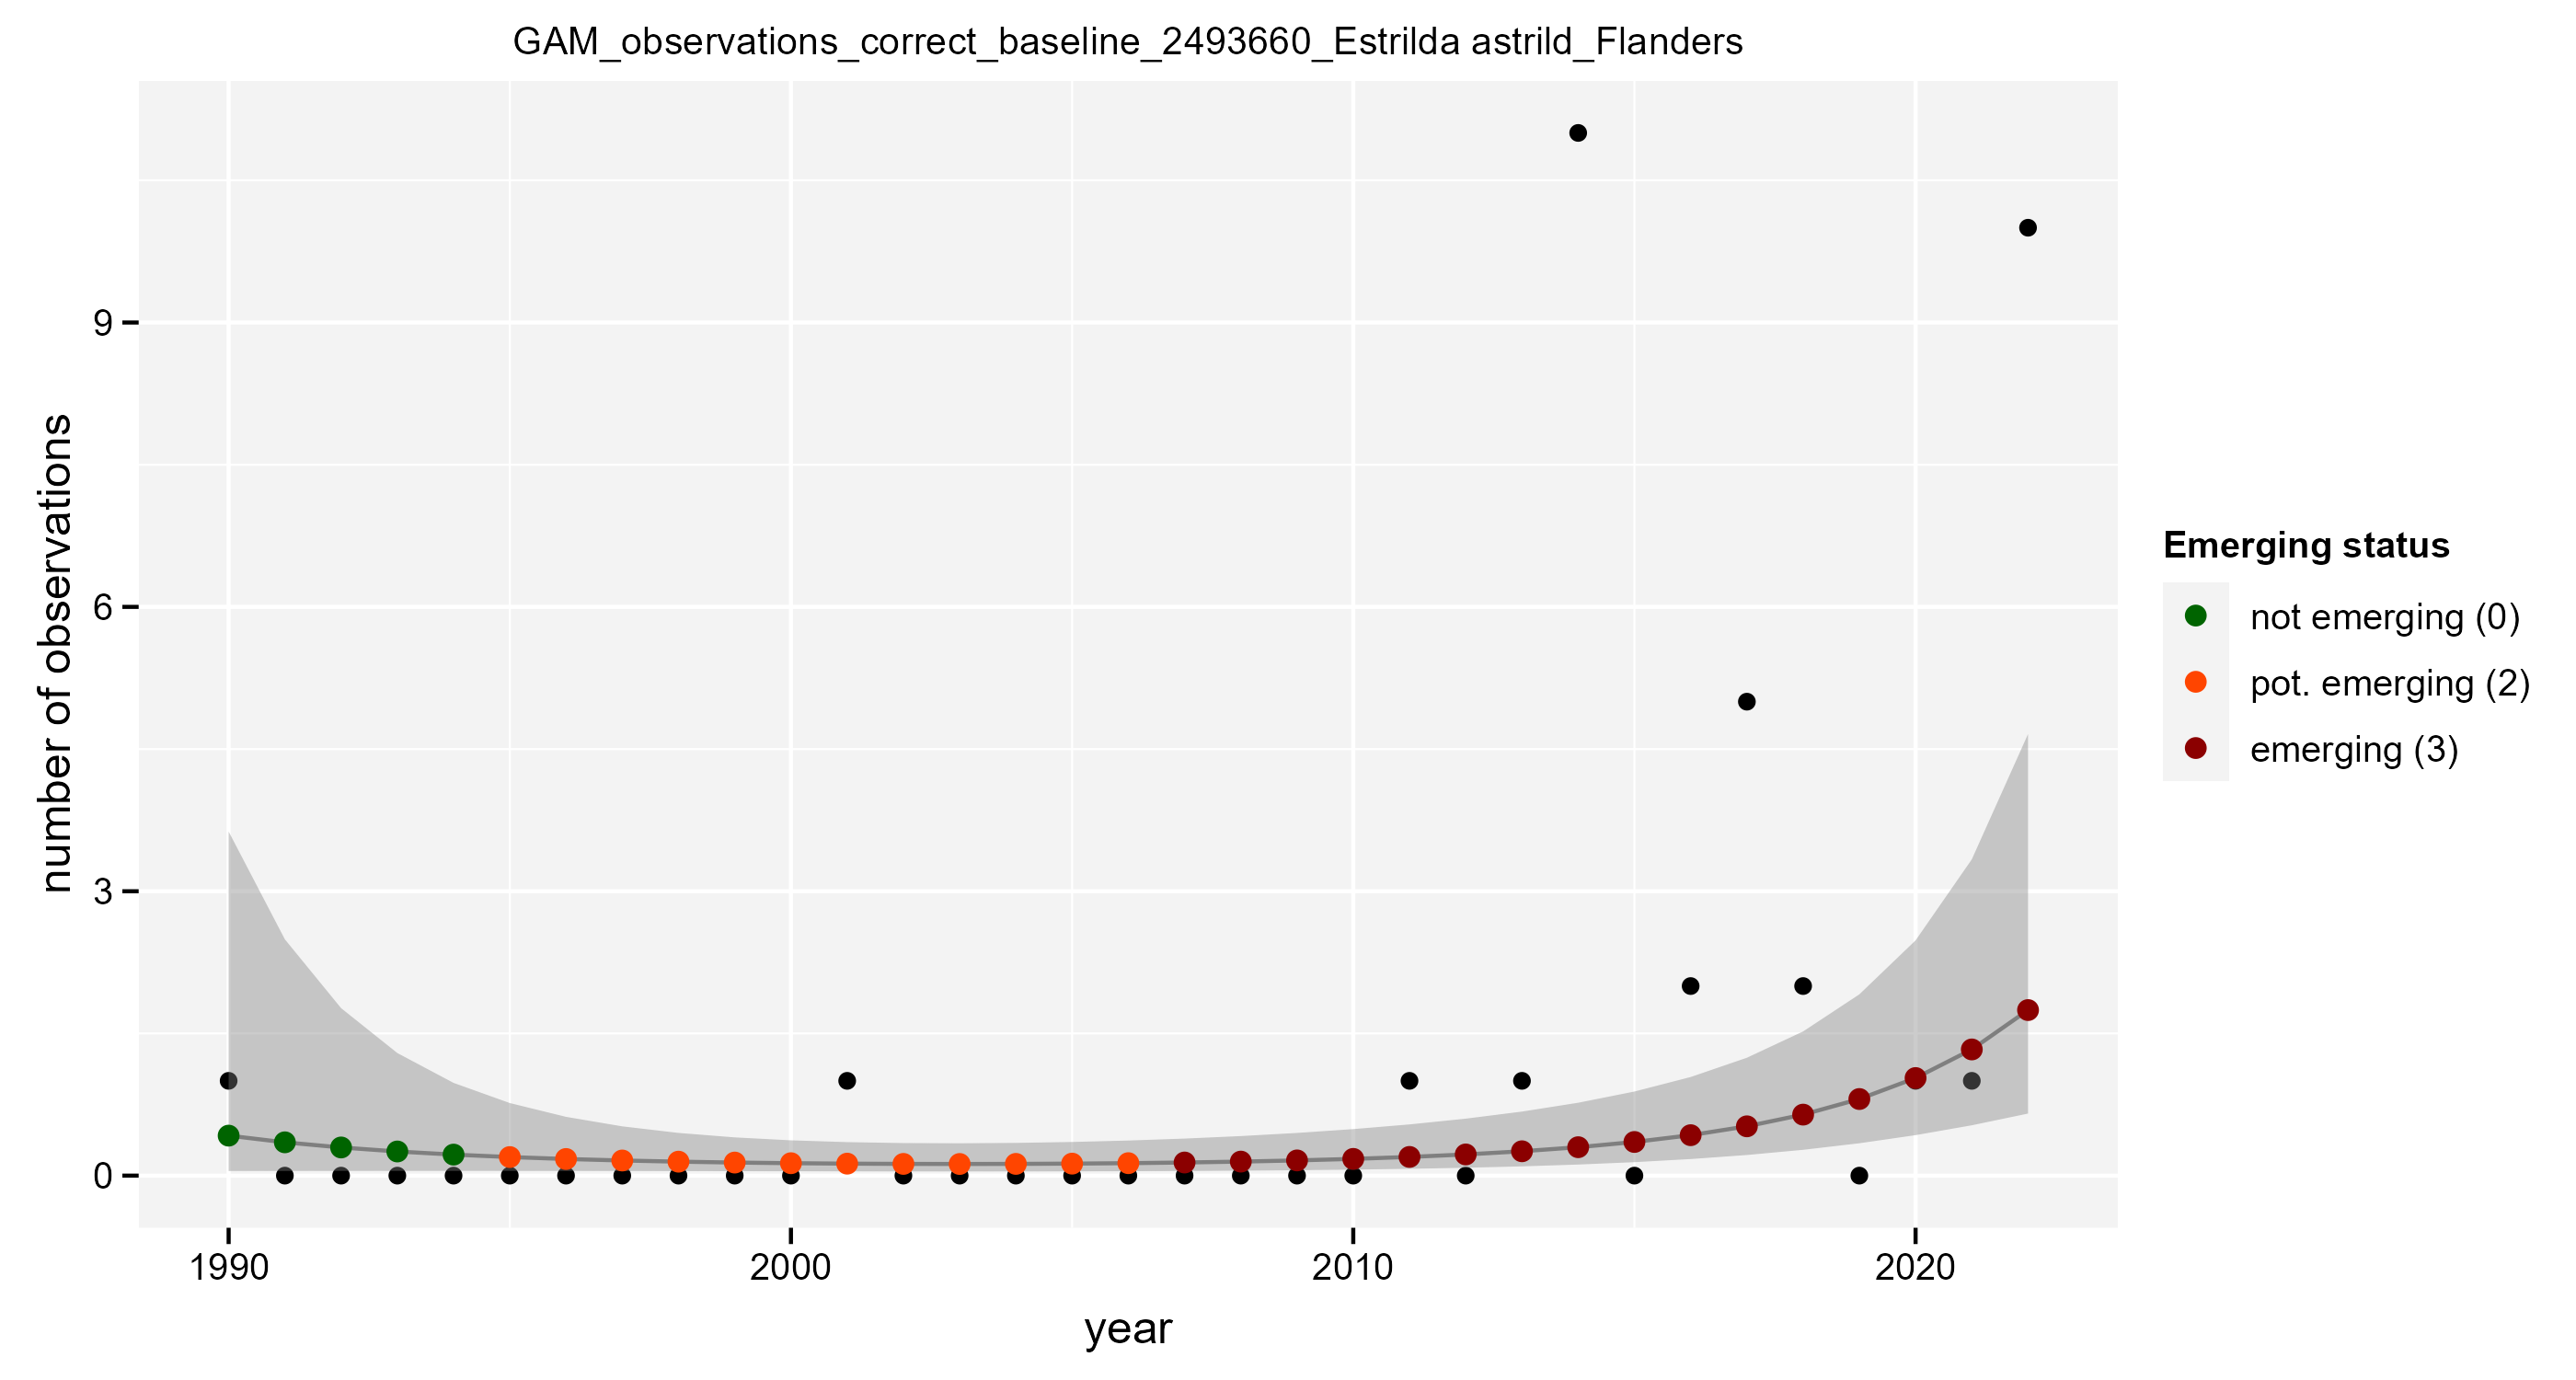 GAM_observations_correct_baseline_2493660_Estrilda astrild_Flanders
number of observations
9
6
3
0
1990
2000
2010
2020
year
Emerging status
not emerging (0)
pot. emerging (2)
emerging (3)